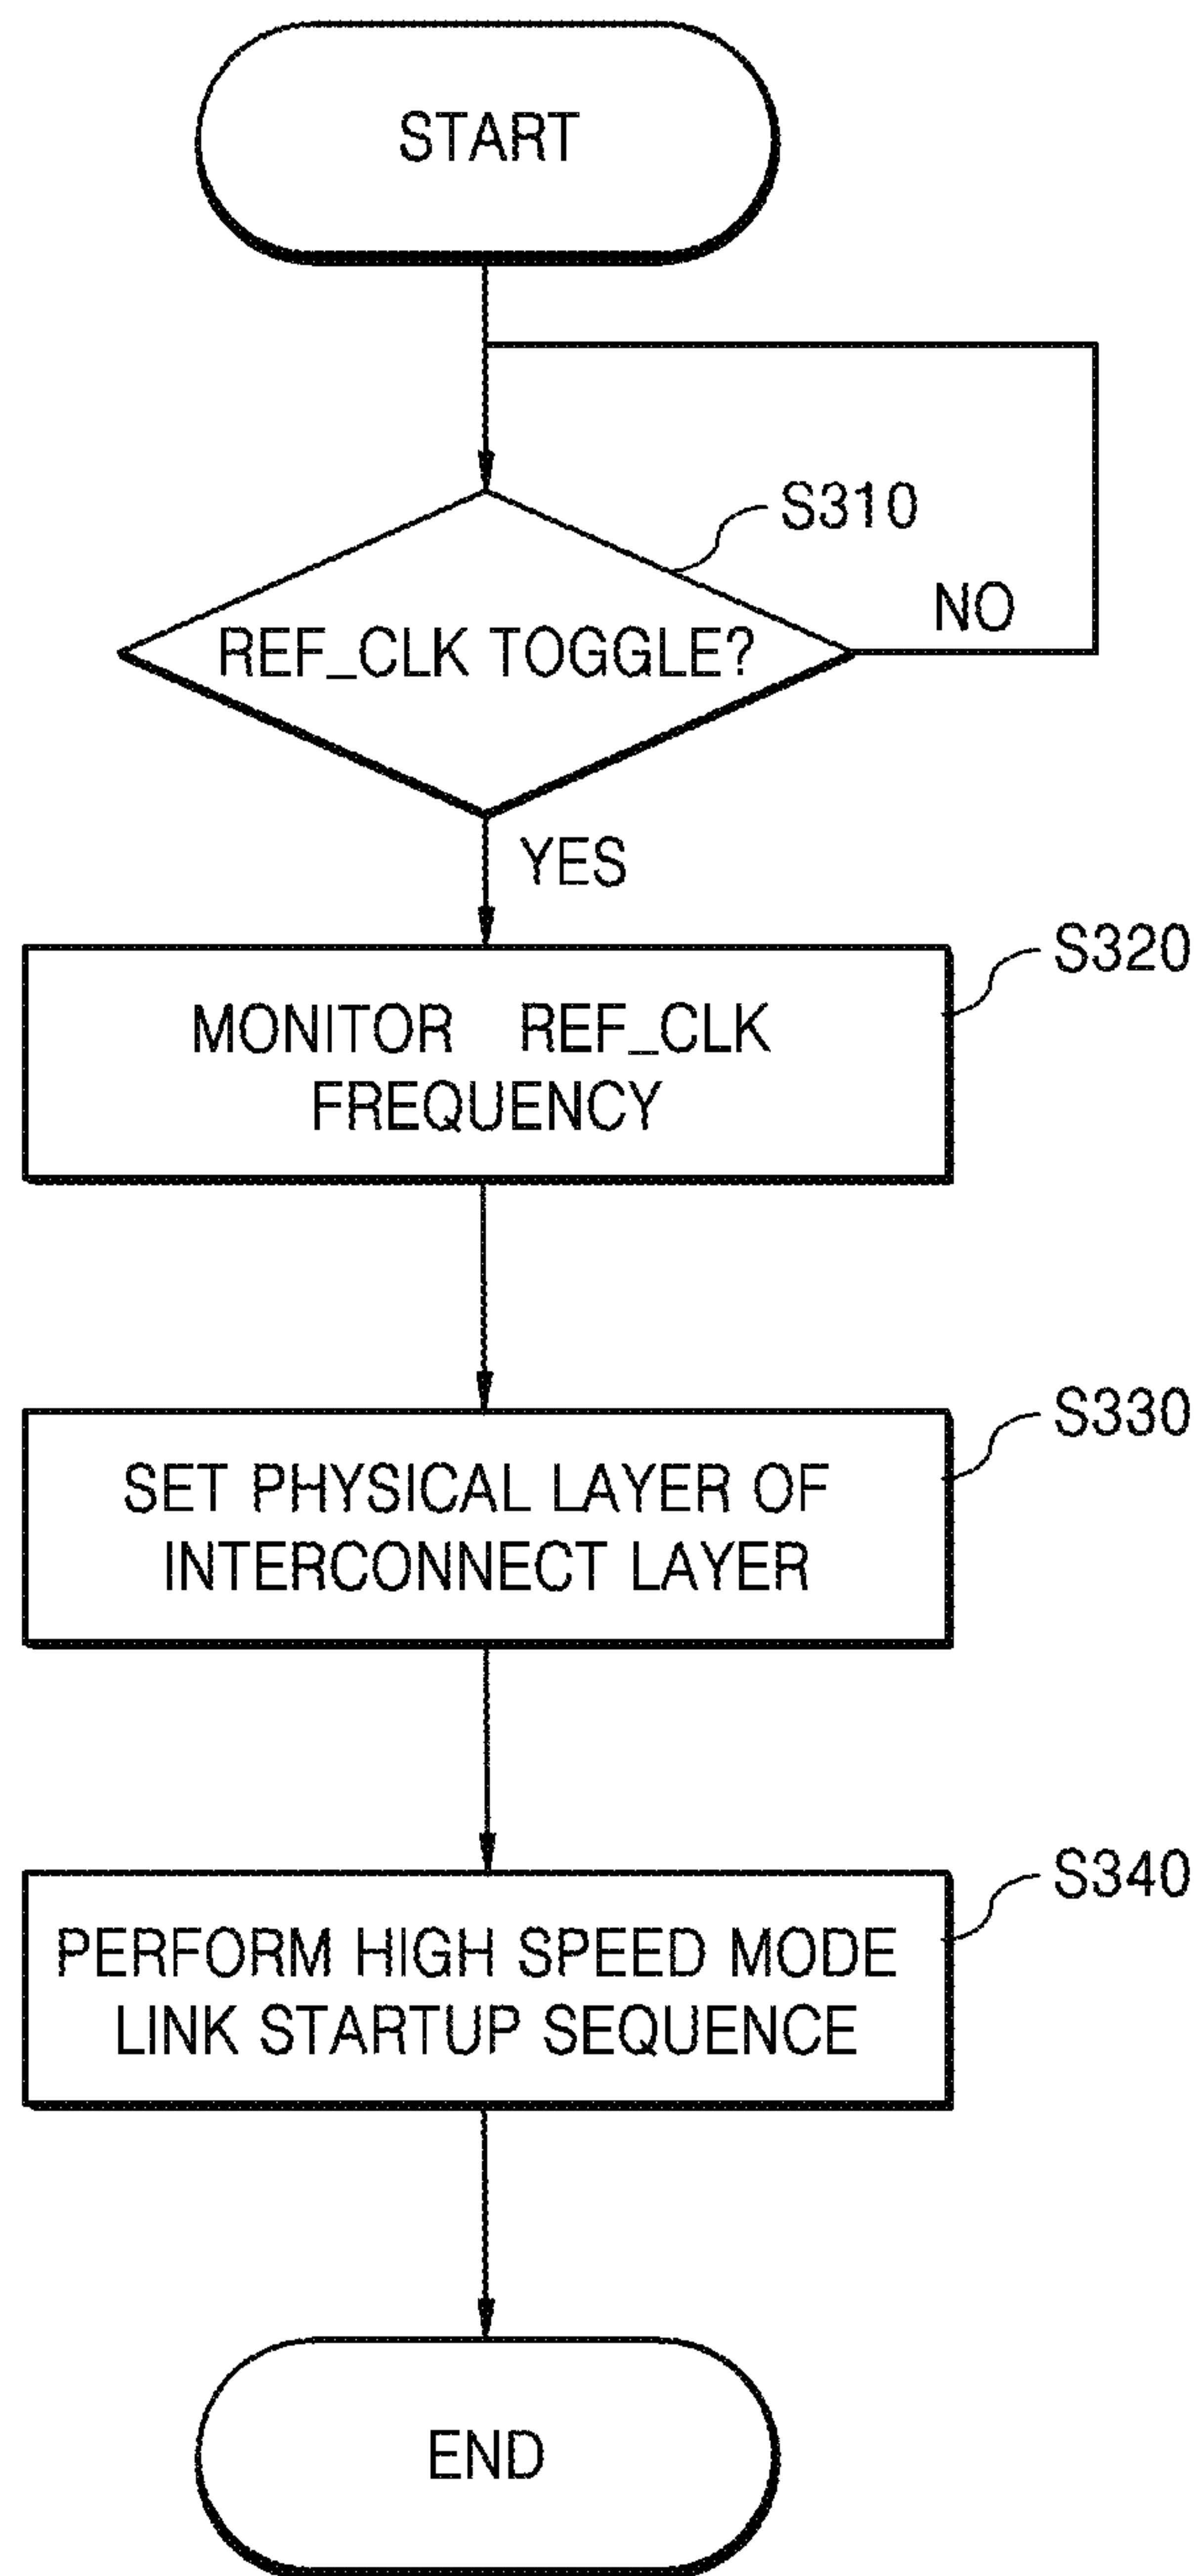 START
S310
NO
REF_CLK TOGGLE?
YES
S320
MONITOR REF_CLK
FREQUENCY
S330
SET PHYSICAL LAYER OF
INTERCONNECT LAYER
S340
PERFORM HIGH SPEED MODE
LINK STARTUP SEQUENCE
END